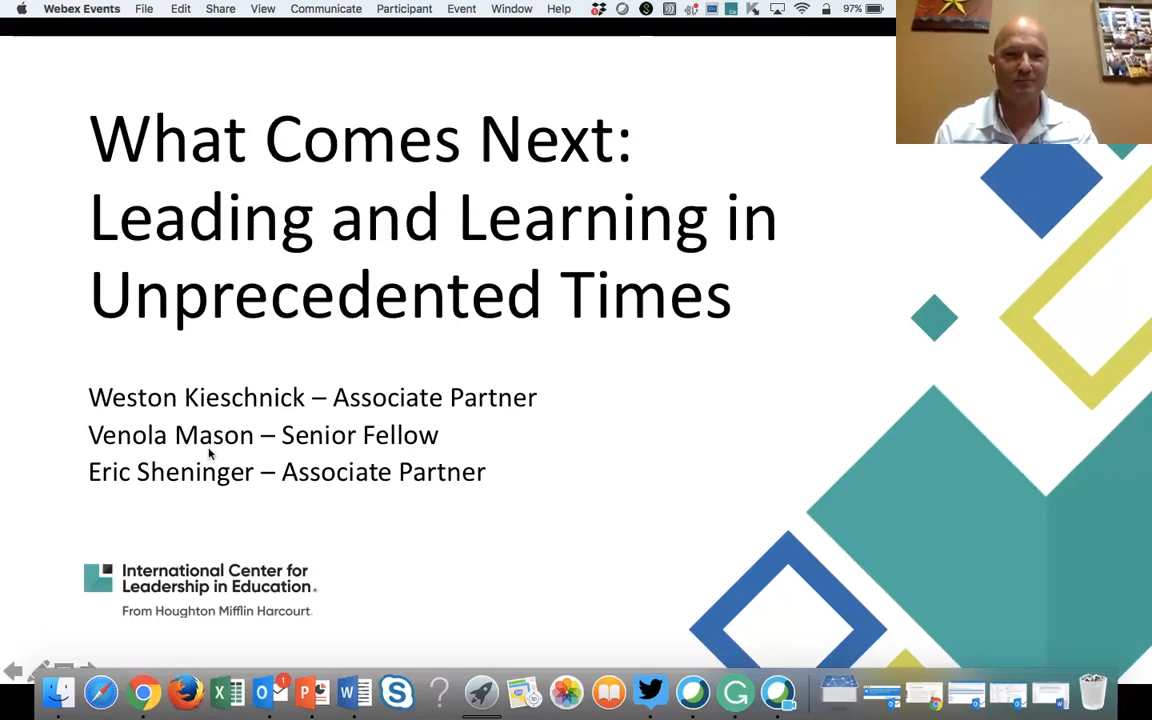 Webex Events File Edit Share View Communicate Participant Event Window Help 97%
What Comes Next:
Leading and Learning in
Unprecedented Times
Weston Kieschnick – Associate Partner
Venola Mason – Senior Fellow
Eric Sheninger – Associate Partner
International Center for
Leadership in Education
From Houghton Mifflin Harcourt